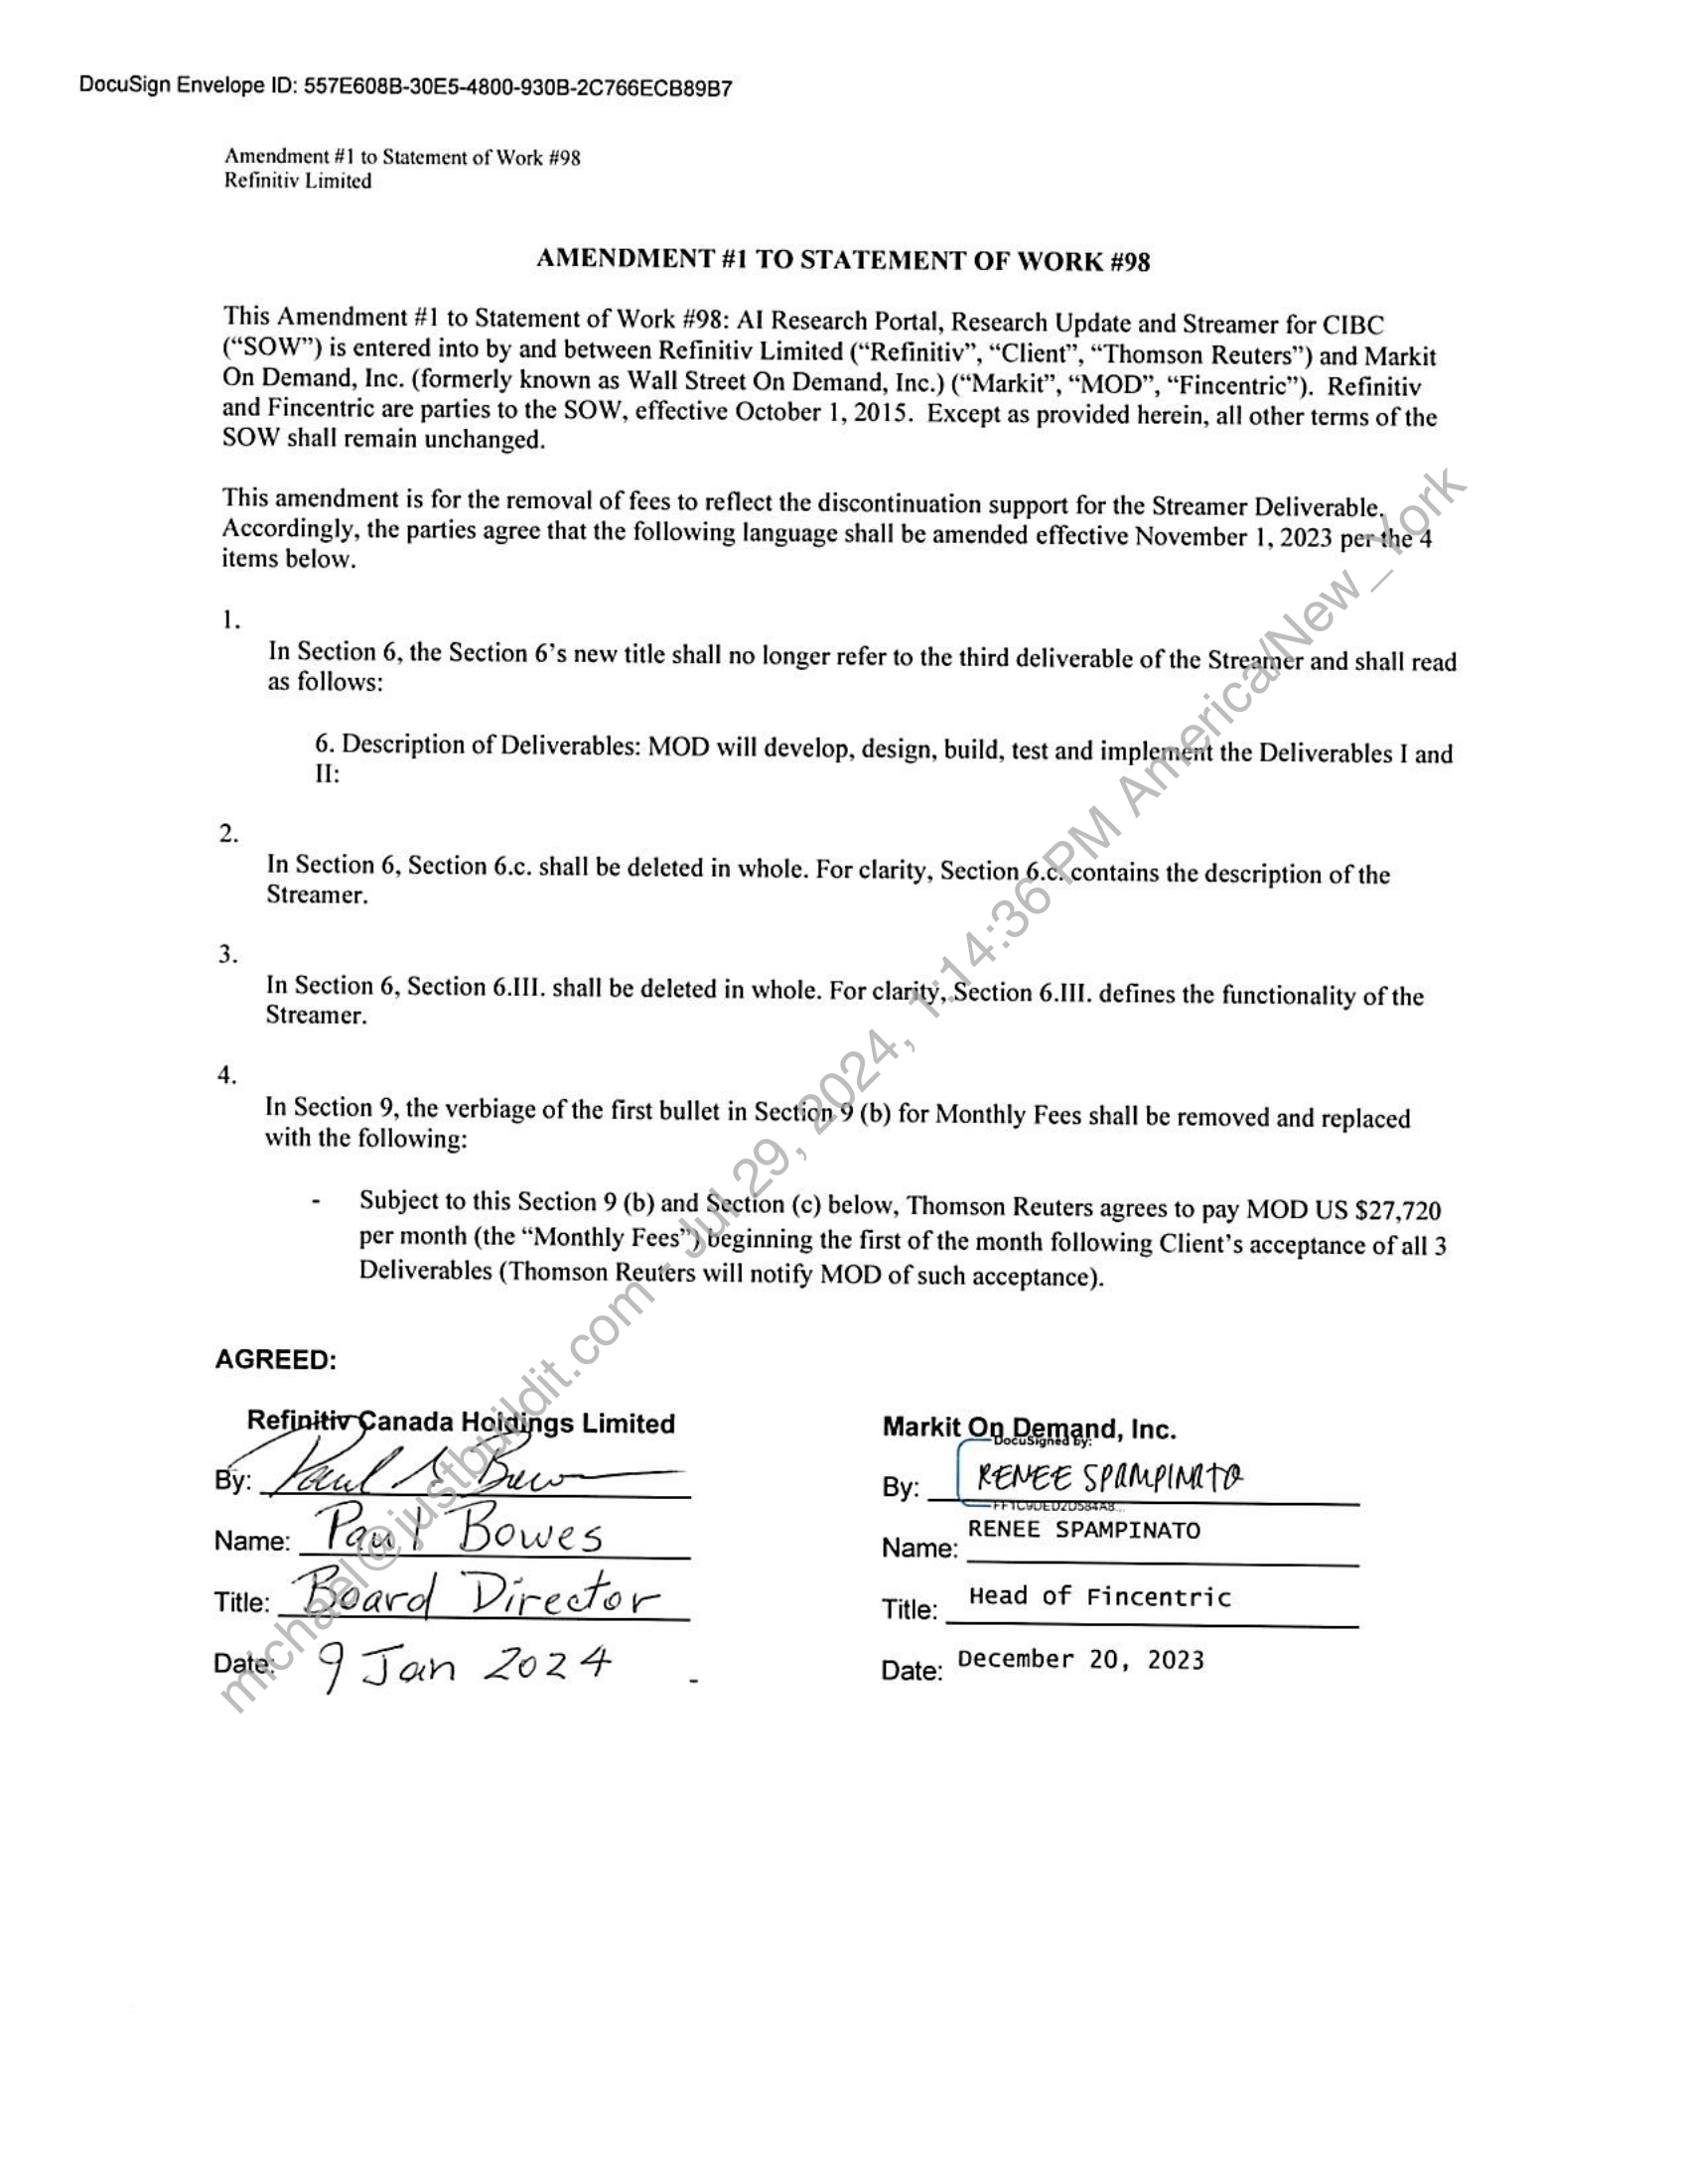 DocuSign Envelope ID: 557E608B-30E5-4800-930B-2C766ECB89B7
Amendment #1 to Statement of Work #98
Refinitiv Limited
AMENDMENT #1 TO STATEMENT OF WORK #98
This Amendment #1 to Statement of Work #98: AI Research Portal, Research Update and Streamer for CIBC
(“SOW”) is entered into by and between Refinitiv Limited (“Refinitiv”, “Client”, “Thomson Reuters”) and Markit
On Demand, Inc. (formerly known as Wall Street On Demand, Inc.) (“Markit”, “MOD”, “Fincentric”). Refinitiv
and Fincentric are parties to the SOW, effective October 1, 2015. Except as provided herein, all other terms of the
SOW shall remain unchanged.
This amendment is for the removal of fees to reflect the discontinuation support for the Streamer Deliverable.
Accordingly, the parties agree that the following language shall be amended effective November 1, 2023 per the 4
items below.
1.
In Section 6, the Section 6’s new title shall no longer refer to the third deliverable of the Streamer and shall read
as follows:
6. Description of Deliverables: MOD will develop, design, build, test and implement the Deliverables I and
II:
2.
In Section 6, Section 6.c. shall be deleted in whole. For clarity, Section 6.c. contains the description of the
Streamer.
3.
In Section 6, Section 6.III. shall be deleted in whole. For clarity, Section 6.III. defines the functionality of the
Streamer.
4.
In Section 9, the verbiage of the first bullet in Section 9 (b) for Monthly Fees shall be removed and replaced
with the following:
- Subject to this Section 9 (b) and Section (c) below, Thomson Reuters agrees to pay MOD US $27,720
per month (the “Monthly Fees”) beginning the first of the month following Client’s acceptance of all 3
Deliverables (Thomson Reuters will notify MOD of such acceptance).
AGREED:
Refinitiv Canada Holdings Limited
By:
Name: Paul Bowes
Title: Board Director
Date: 9 Jan 2024
Markit On Demand, Inc.
DocuSigned by:
By: RENEE SPAMPINATO
RENEE SPAMPINATO
Name:
Title: Head of Fincentric
Date: December 20, 2023
michael@justbuildit.com - Jul 29, 2024, 1:14:36 PM America/New_York